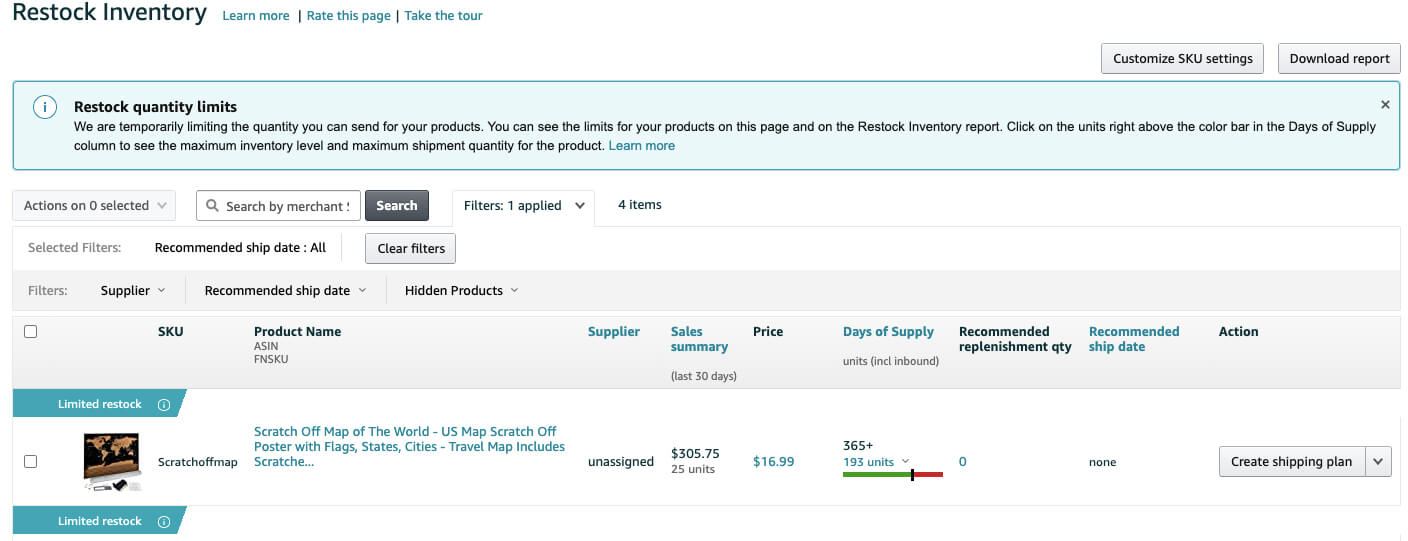 Restock Inventory Learn more | Rate this page | Take the tour
Customize SKU settings Download report
Restock quantity limits
We are temporarily limiting the quantity you can send for your products. You can see the limits for your products on this page and on the Restock Inventory report. Click on the units right above the color bar in the Days of Supply
column to see the maximum inventory level and maximum shipment quantity for the product. Learn more
Actions on 0 selected Search by merchant S Search Filters: 1 applied 4 items
Selected Filters: Recommended ship date : All Clear filters
Filters: Supplier Recommended ship date Hidden Products
SKU Product Name Supplier Sales Price Days of Supply Recommended Recommended Action
ASIN summary replenishment qty ship date
FNSKU units (incl inbound)
(last 30 days)
Limited restock
Scratch Off Map of The World - US Map Scratch Off
Poster with Flags, States, Cities - Travel Map Includes
Scratche...
Scratchoffmap unassigned $305.75 $16.99 365+ 0 none Create shipping plan
25 units 193 units
Limited restock